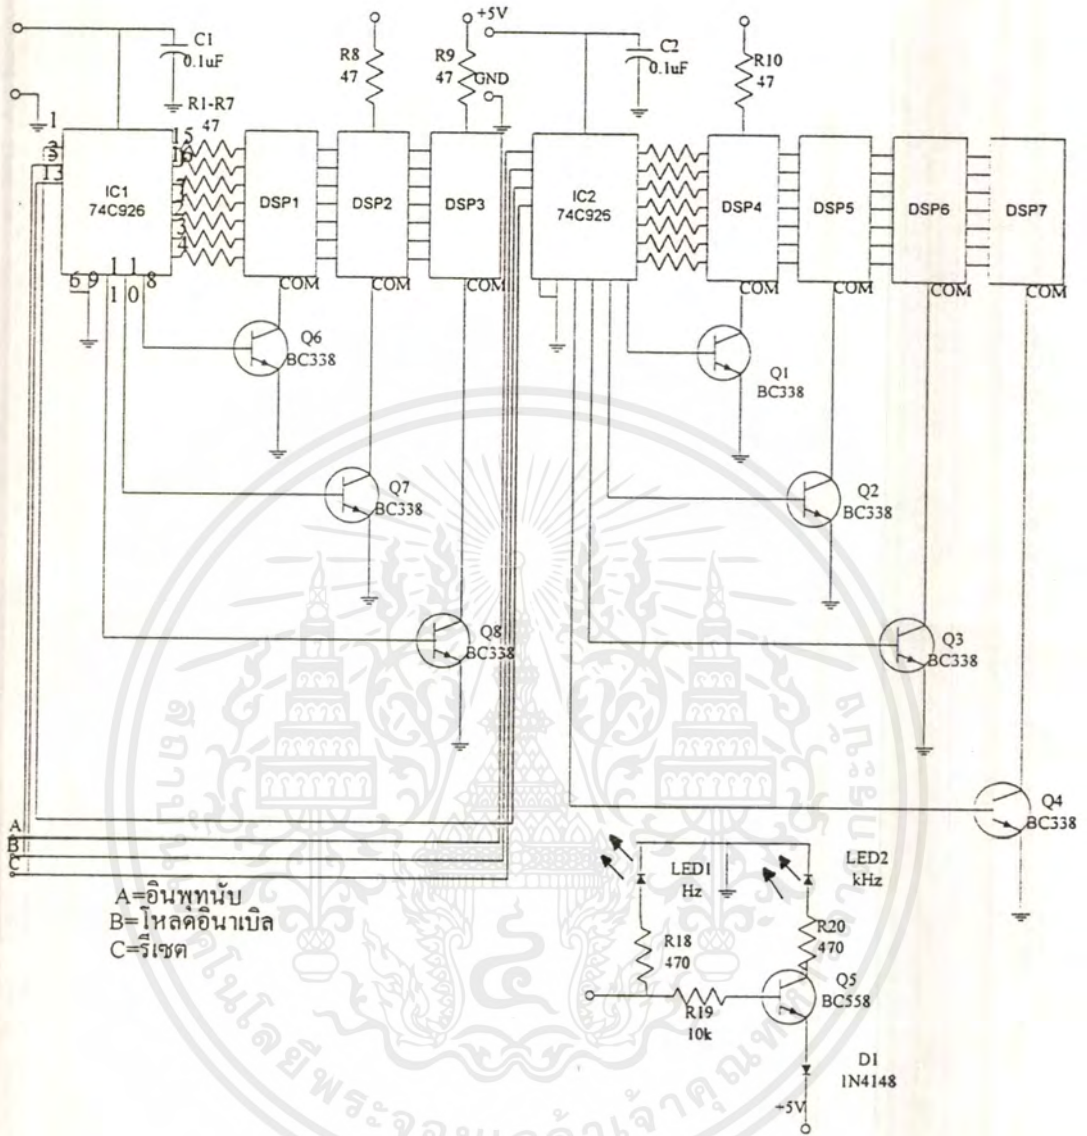 +5V
C1
0.1uF
R8
47
R9
47
GND
C2
0.1uF
R10
47
R1-R7
47
1
3
5
13
15
16
1
3
4
IC1
74C926
DSP1
DSP2
DSP3
IC2
74C925
DSP4
DSP5
DSP6
DSP7
6 9 1 1 8
1 0
COM
COM
COM
COM
COM
COM
COM
Q6
BC338
Q1
BC338
Q7
BC338
Q2
BC338
Q8
BC338
Q3
BC338
Q4
BC338
A
B
C
A=อินพุทนับ
B=โหลดอินาเบิล
C=รีเซต
LED1
Hz
LED2
kHz
R18
470
R20
470
R19
10k
Q5
BC558
D1
1N4148
+5V